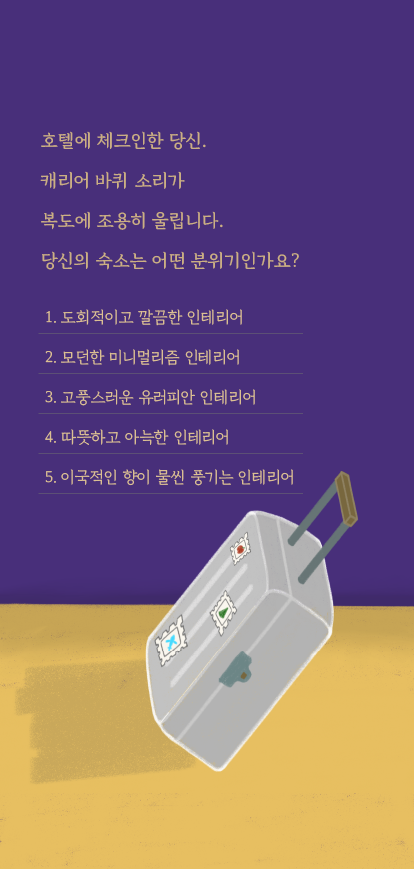 호텔에 체크인한 당신.
캐리어 바퀴 소리가
복도에 조용히 울립니다.
당신의 숙소는 어떤 분위기인가요?
1. 도회적이고 깔끔한 인테리어
2. 모던한 미니멀리즘 인테리어
3. 고풍스러운 유러피안 인테리어
4. 따뜻하고 아늑한 인테리어
5. 이국적인 향이 물씬 풍기는 인테리어